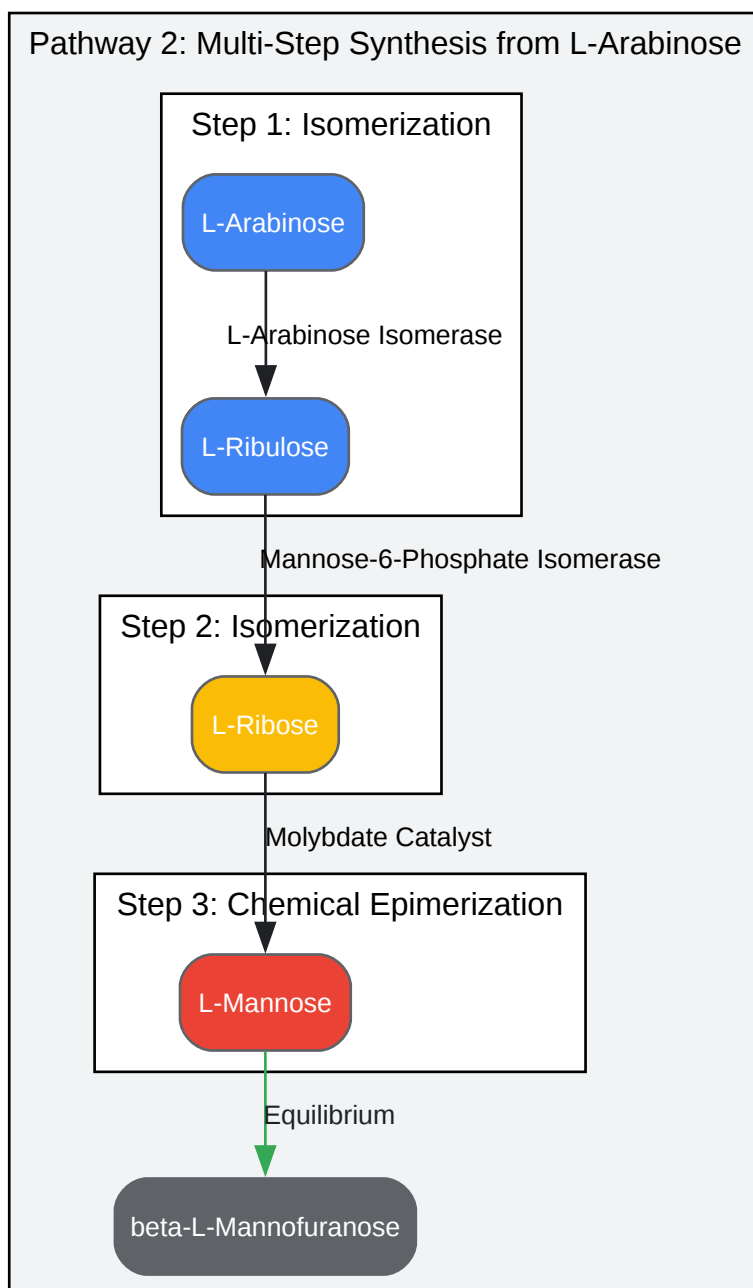 Pathway 2: Multi-Step Synthesis from L-Arabinose
Step 1: Isomerization
L-Arabinose
L-Arabinose Isomerase
L-Ribulose
Mannose-6-Phosphate Isomerase
Step 2: Isomerization
L-Ribose
Molybdate Catalyst
Step 3: Chemical Epimerization
L-Mannose
Equilibrium
beta-L-Mannofuranose